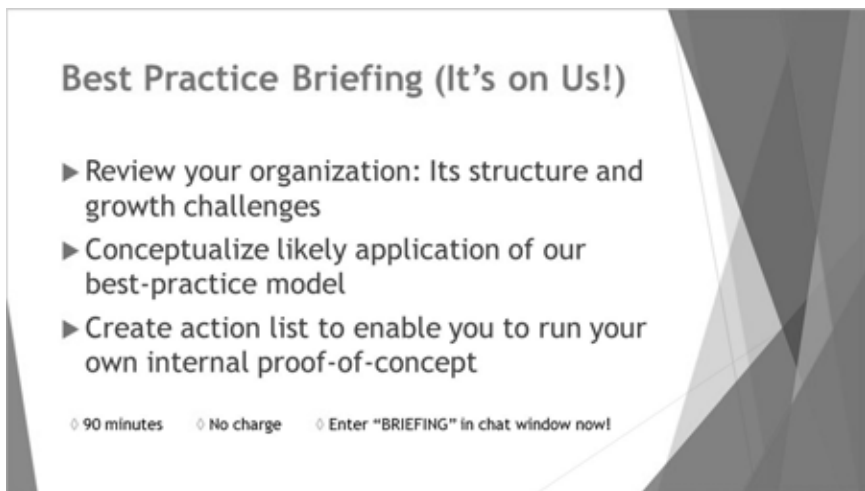 Best Practice Briefing (It’s on Us!)
▶ Review your organization: Its structure and
growth challenges
▶ Conceptualize likely application of our
best-practice model
▶ Create action list to enable you to run your
own internal proof-of-concept
◊ 90 minutes ◊ No charge ◊ Enter “BRIEFING” in chat window now!